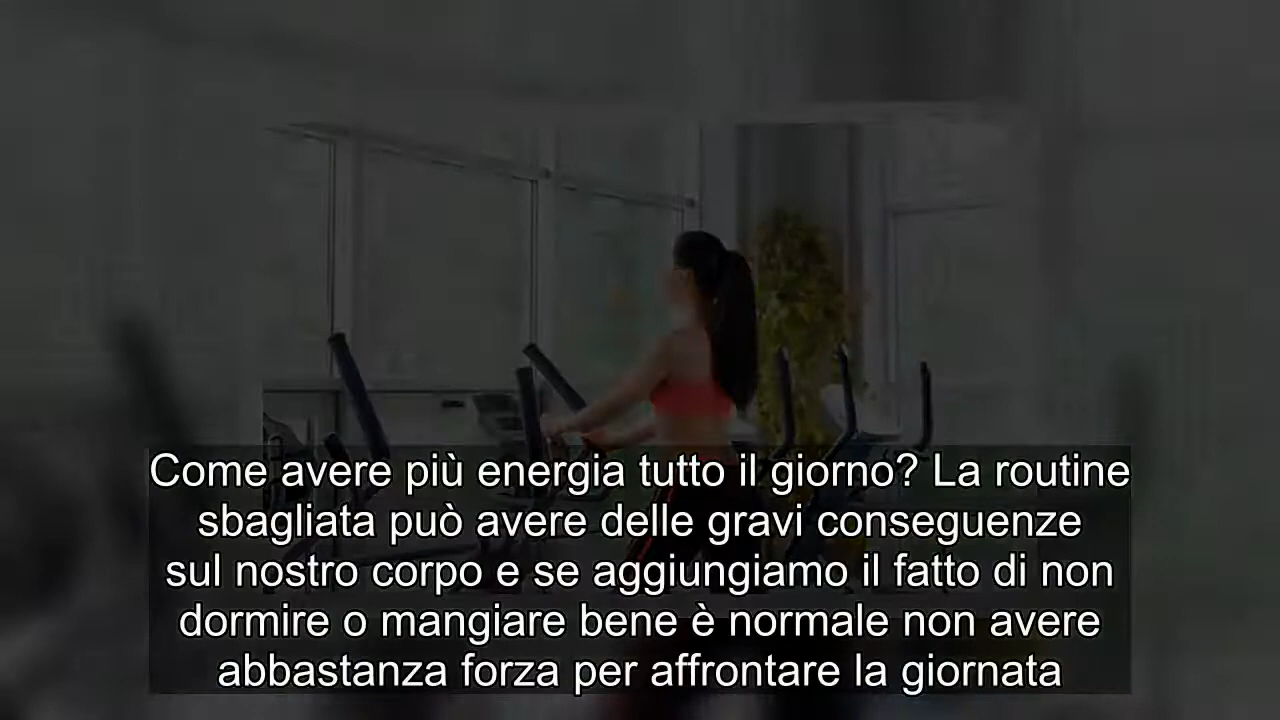 Come avere più energia tutto il giorno? La routine
sbagliata può avere delle gravi conseguenze
sul nostro corpo e se aggiungiamo il fatto di non
dormire o mangiare bene è normale non avere
abbastanza forza per affrontare la giornata